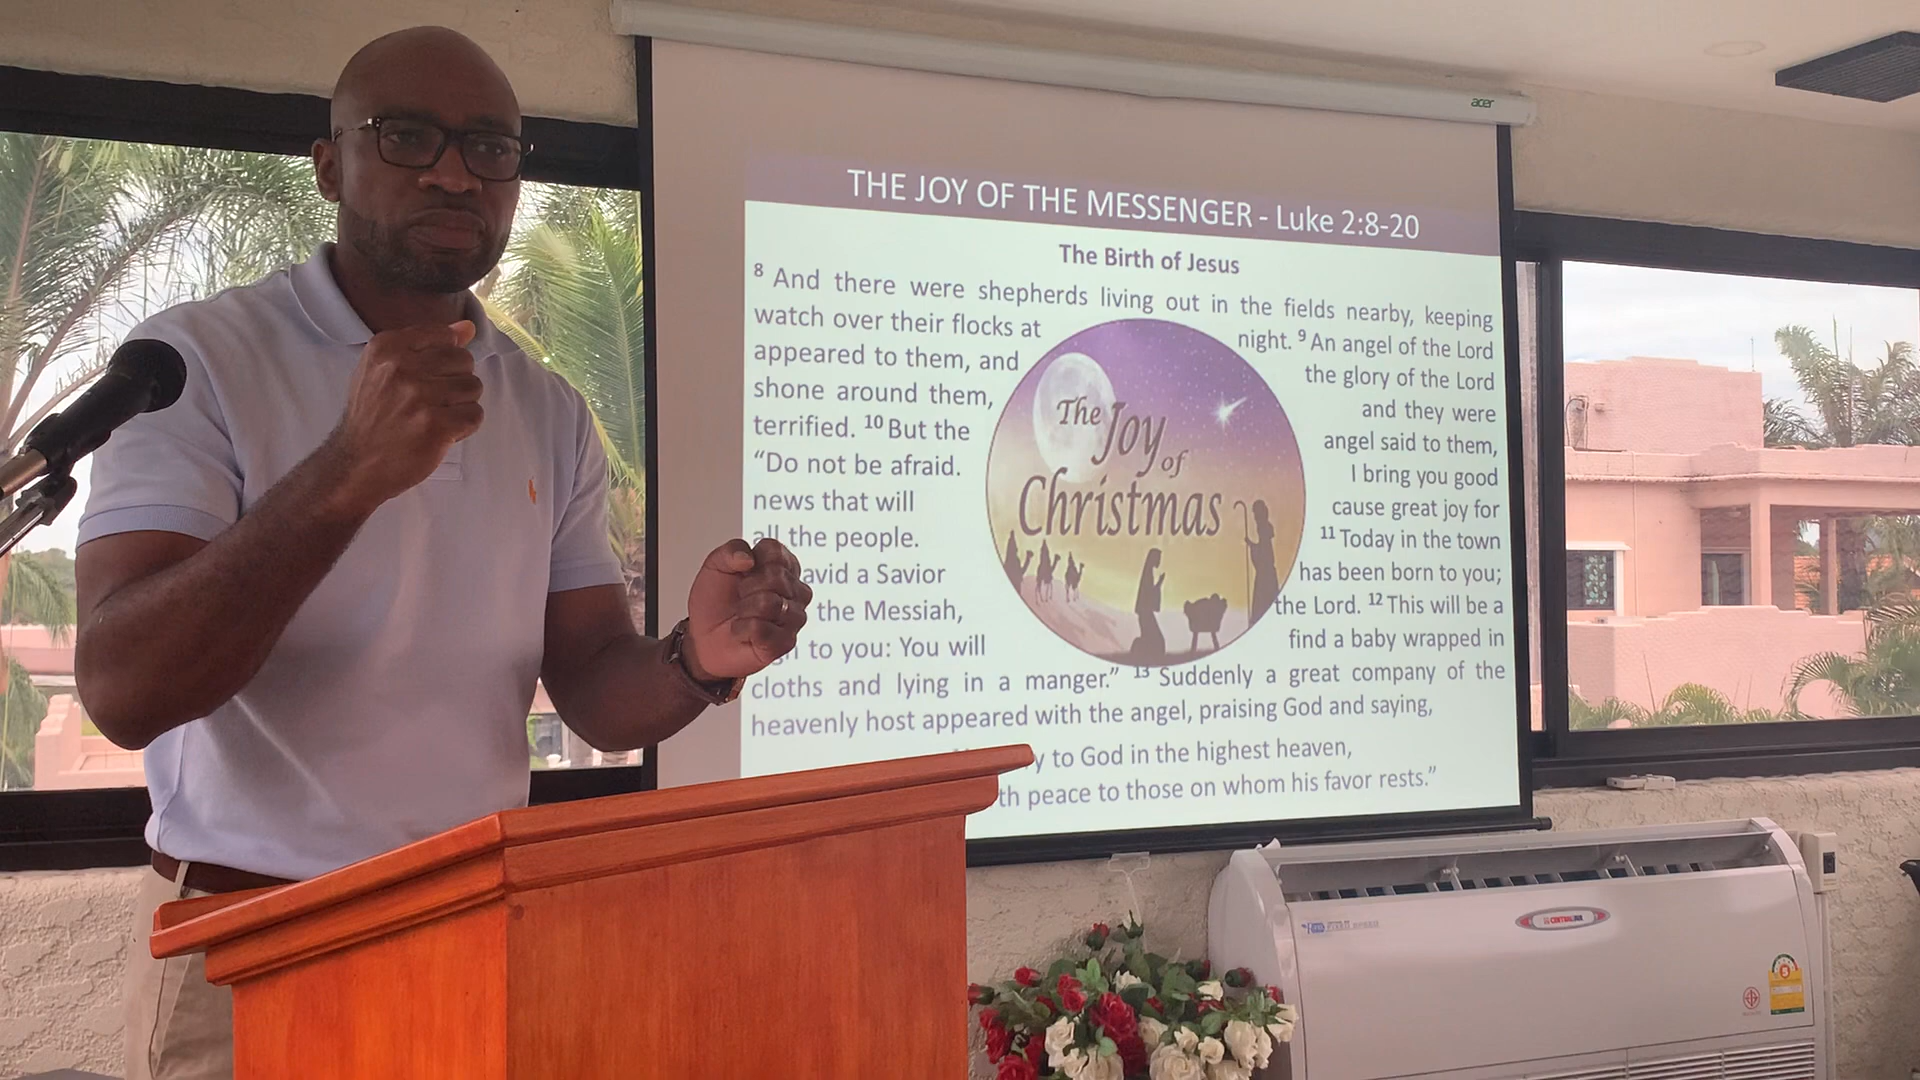 acer
THE JOY OF THE MESSENGER - Luke 2:8-20
The Birth of Jesus
8 And there were shepherds living out in the fields nearby, keeping
watch over their flocks at night. 9 An angel of the Lord
appeared to them, and the glory of the Lord
shone around them, and they were
terrified. 10 But the angel said to them,
“Do not be afraid. I bring you good
news that will cause great joy for
all the people. 11 Today in the town
avid a Savior has been born to you;
the Messiah, the Lord. 12 This will be a
to you: You will find a baby wrapped in
cloths and lying in a manger.” 13 Suddenly a great company of the
heavenly host appeared with the angel, praising God and saying,
y to God in the highest heaven,
th peace to those on whom his favor rests.”
The Joy of
Christmas
CENTRAL AIR
5